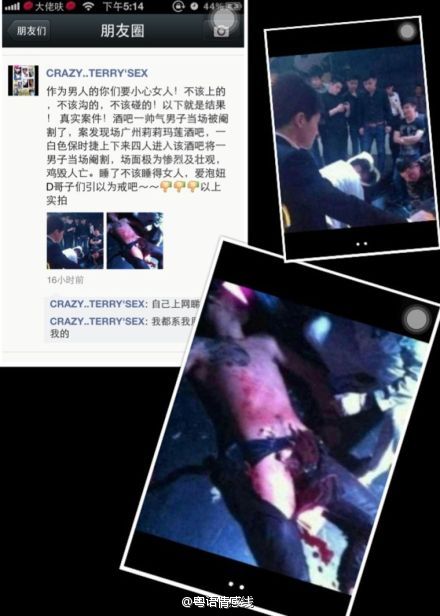 大佬呋
下午5:14
44%
朋友们
朋友圈
CRAZY..TERRY'SEX
作为男人的你们要小心女人！不该上的
，不该沟的，不该碰的！以下就是结果
！ 真实案件！酒吧一帅气男子当场被阉
割了，案发现场广州莉莉玛莲酒吧，一
白色保时捷上下来四人进入该酒吧将一
男子当场阉割，场面极为惨烈及壮观，
鸡毁人亡。睡了不该睡得女人，爱泡妞
D哥子们引以为戒吧～～👇👇👇以上
实拍
16小时前
CRAZY..TERRY'SEX: 自己上网睇
CRAZY..TERRY'SEX: 我都系我
我的
@粤语情感线